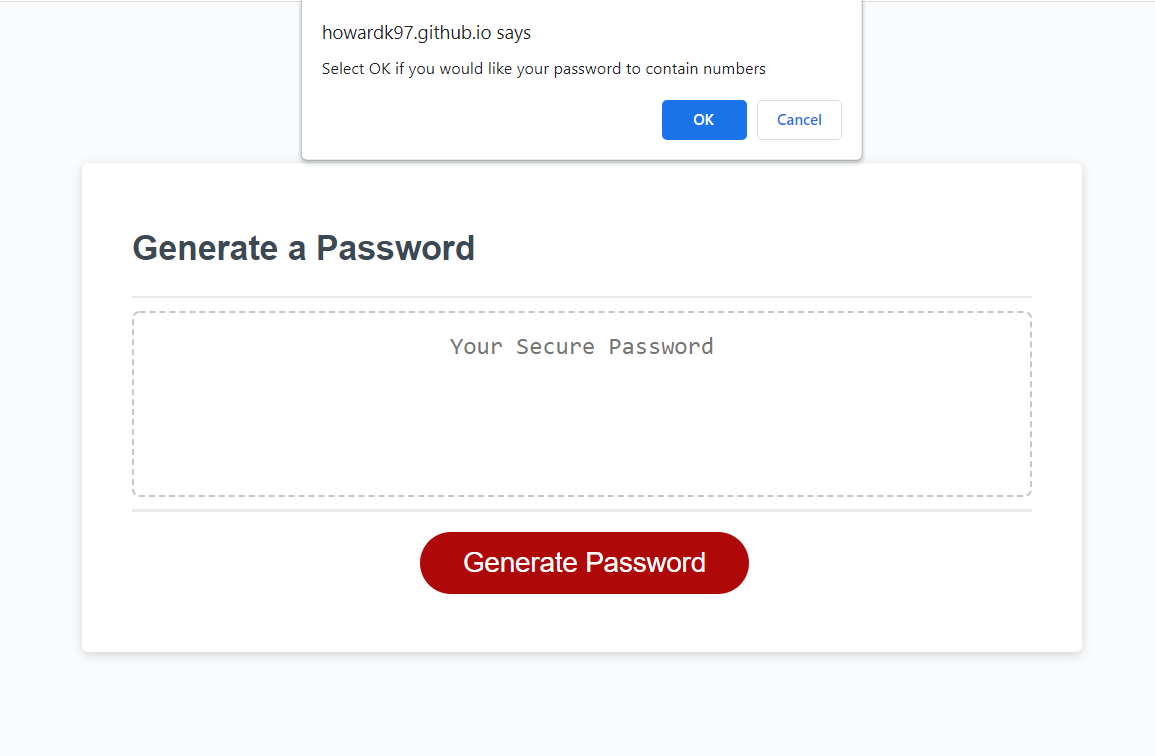 howardk97.github.io says
Select OK if you would like your password to contain numbers
OK
Cancel
Generate a Password
Your Secure Password
Generate Password